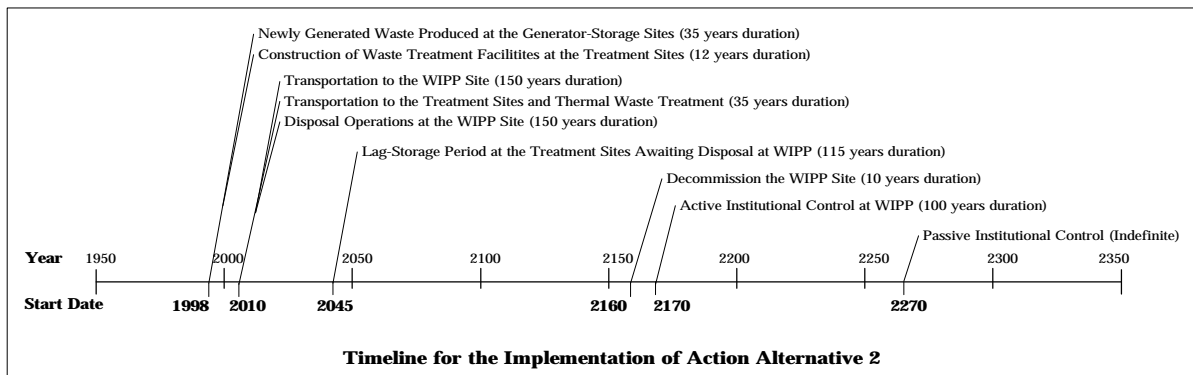 Newly Generated Waste Produced at the Generator-Storage Sites (35 years duration)
Construction of Waste Treatment Facilitites at the Treatment Sites (12 years duration)
Transportation to the WIPP Site (150 years duration)
Transportation to the Treatment Sites and Thermal Waste Treatment (35 years duration)
Disposal Operations at the WIPP Site (150 years duration)
Lag-Storage Period at the Treatment Sites Awaiting Disposal at WIPP (115 years duration)
Decommission the WIPP Site (10 years duration)
Active Institutional Control at WIPP (100 years duration)
Passive Institutional Control (Indefinite)
Year 1950 2000 2050 2100 2150 2200 2250 2300 2350
Start Date 1998 2010 2045 2160 2170 2270
Timeline for the Implementation of Action Alternative 2